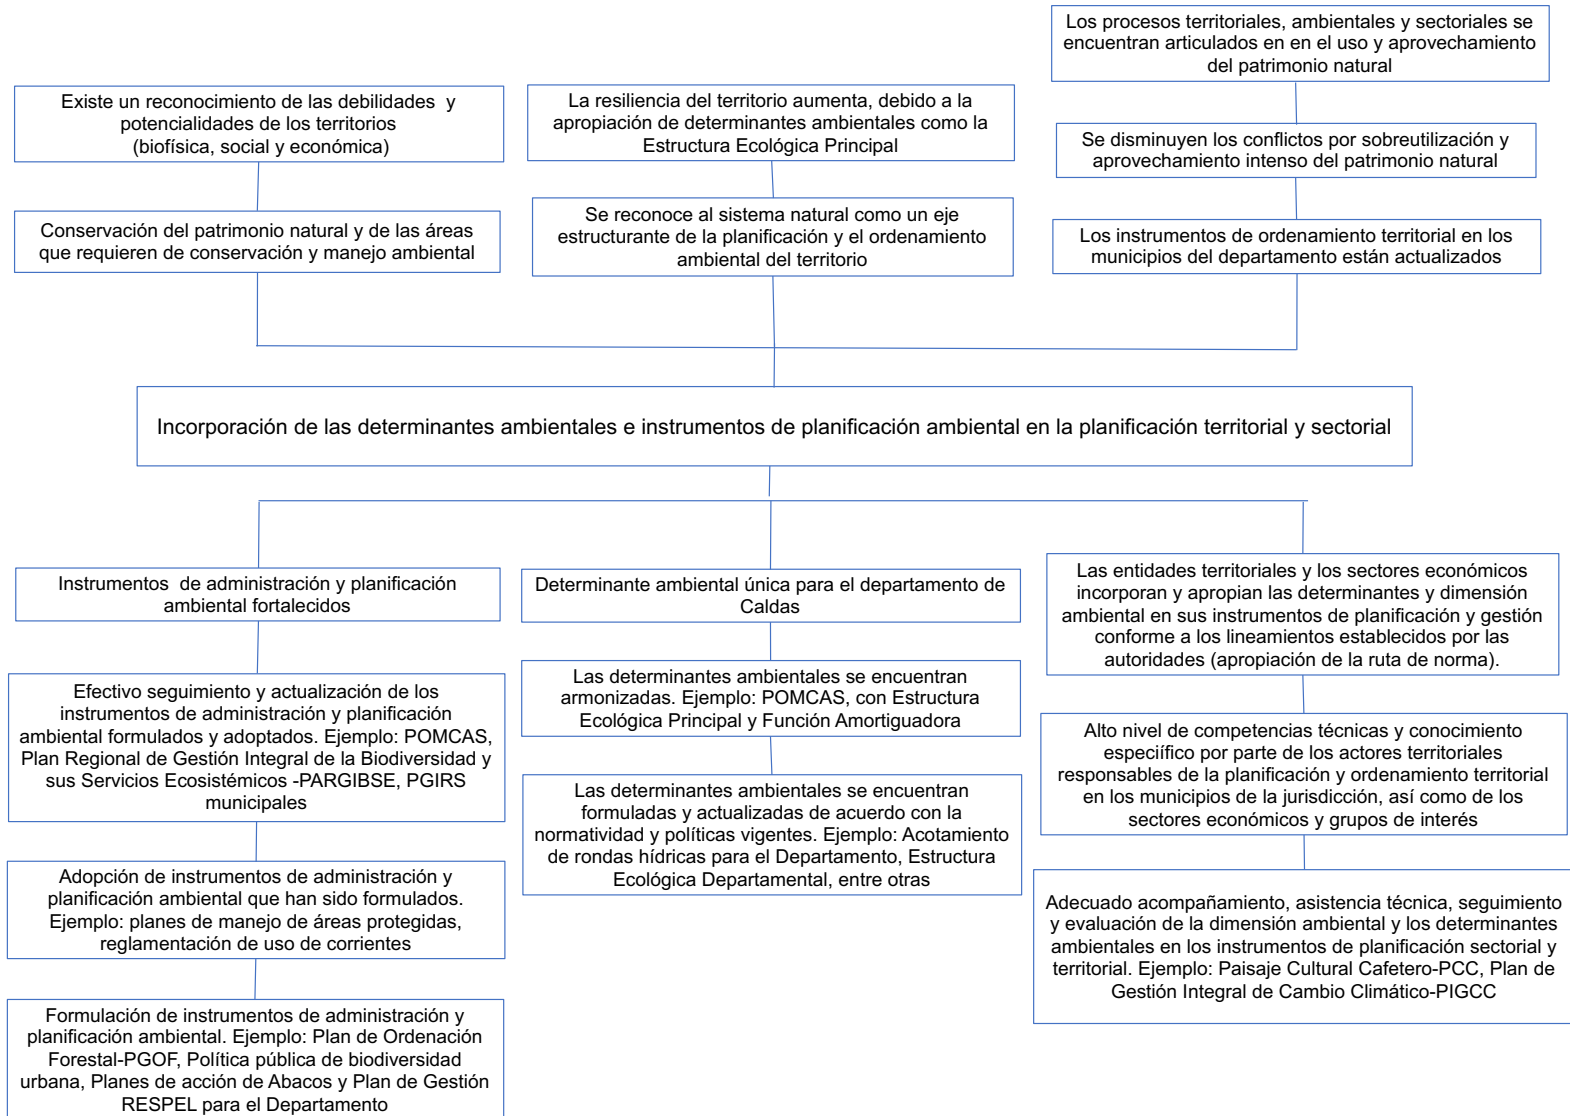 Los procesos territoriales, ambientales y sectoriales se
encuentran articulados en en el uso y aprovechamiento
del patrimonio natural
Existe un reconocimiento de las debilidades y
potencialidades de los territorios
(biofísica, social y económica)
La resiliencia del territorio aumenta, debido a la
apropiación de determinantes ambientales como la
Estructura Ecológica Principal
Se disminuyen los conflictos por sobreutilización y
aprovechamiento intenso del patrimonio natural
Conservación del patrimonio natural y de las áreas
que requieren de conservación y manejo ambiental
Se reconoce al sistema natural como un eje
estructurante de la planificación y el ordenamiento
ambiental del territorio
Los instrumentos de ordenamiento territorial en los
municipios del departamento están actualizados
Incorporación de las determinantes ambientales e instrumentos de planificación ambiental en la planificación territorial y sectorial
Instrumentos de administración y planificación
ambiental fortalecidos
Efectivo seguimiento y actualización de los
instrumentos de administración y planificación
ambiental formulados y adoptados. Ejemplo: POMCAS,
Plan Regional de Gestión Integral de la Biodiversidad y
sus Servicios Ecosistémicos -PARGIBSE, PGIRS
municipales
Adopción de instrumentos de administración y
planificación ambiental que han sido formulados.
Ejemplo: planes de manejo de áreas protegidas,
reglamentación de uso de corrientes
Formulación de instrumentos de administración y
planificación ambiental. Ejemplo: Plan de Ordenación
Forestal-PGOF, Política pública de biodiversidad
urbana, Planes de acción de Abacos y Plan de Gestión
RESPEL para el Departamento
Determinante ambiental única para el departamento de
Caldas
Las determinantes ambientales se encuentran
armonizadas. Ejemplo: POMCAS, con Estructura
Ecológica Principal y Función Amortiguadora
Las determinantes ambientales se encuentran
formuladas y actualizadas de acuerdo con la
normatividad y políticas vigentes. Ejemplo: Acotamiento
de rondas hídricas para el Departamento, Estructura
Ecológica Departamental, entre otras
Las entidades territoriales y los sectores económicos
incorporan y apropian las determinantes y dimensión
ambiental en sus instrumentos de planificación y gestión
conforme a los lineamientos establecidos por las
autoridades (apropiación de la ruta de norma).
Alto nivel de competencias técnicas y conocimiento
especiífico por parte de los actores territoriales
responsables de la planificación y ordenamiento territorial
en los municipios de la jurisdicción, así como de los
sectores económicos y grupos de interés
Adecuado acompañamiento, asistencia técnica, seguimiento
y evaluación de la dimensión ambiental y los determinantes
ambientales en los instrumentos de planificación sectorial y
territorial. Ejemplo: Paisaje Cultural Cafetero-PCC, Plan de
Gestión Integral de Cambio Climático-PIGCC